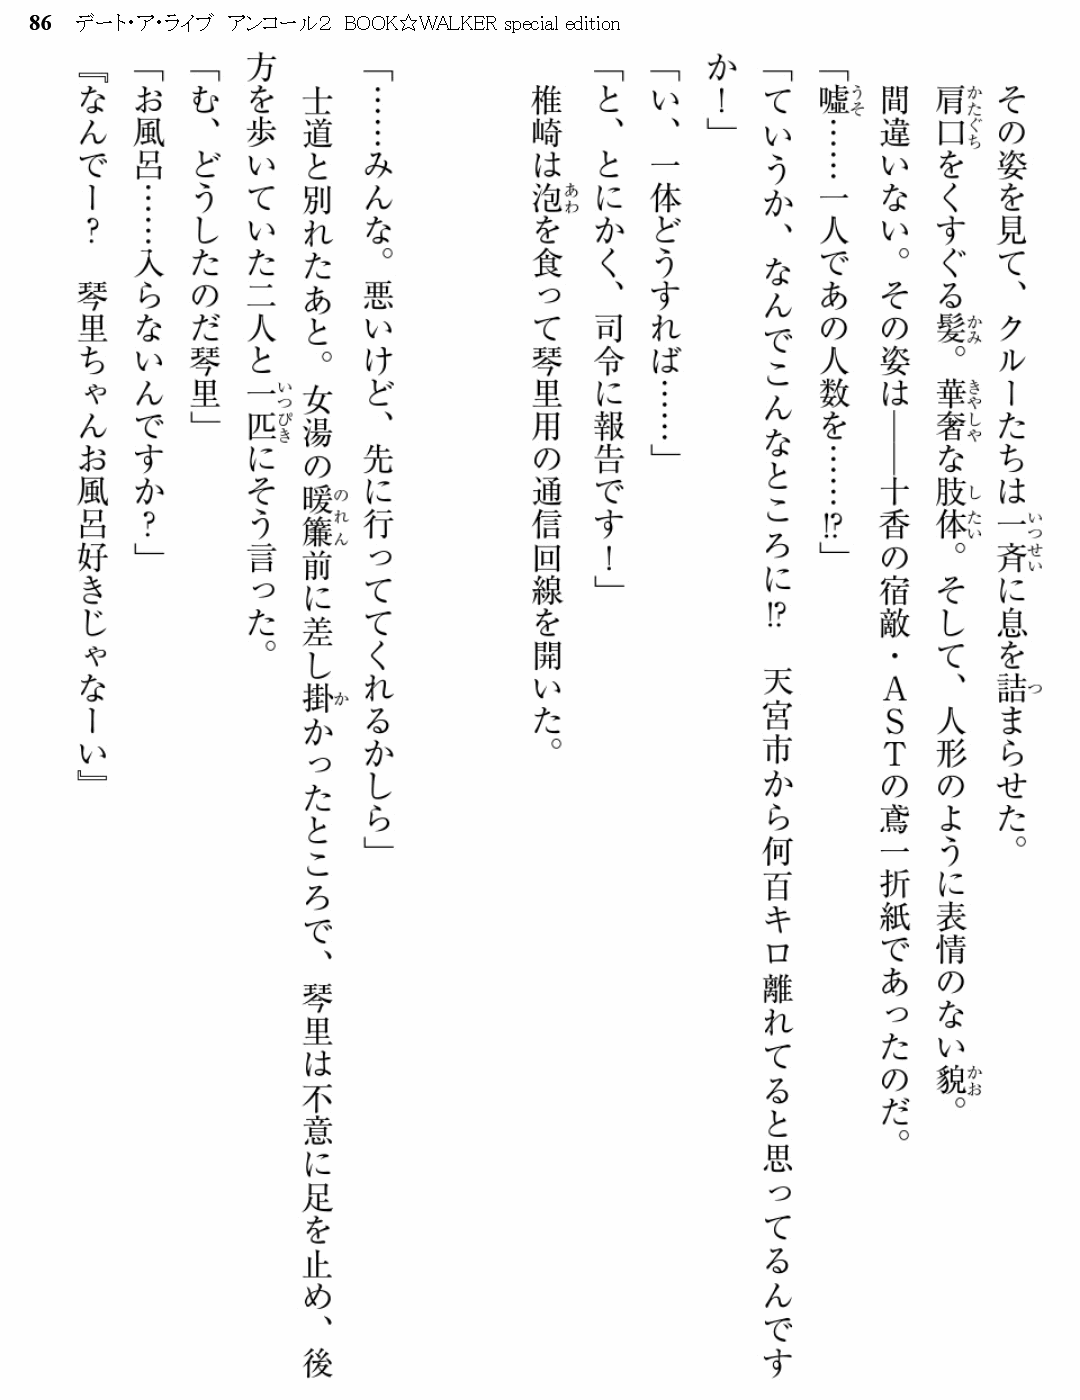 86 デート・ア・ライブ アンコール2 BOOK☆WALKER special edition
その姿を見て、クルーたちは一斉に息を詰まらせた。
肩口をくすぐる髪。華奢な肢体。そして、人形のように表情のない貌。
間違いない。その姿は――十香の宿敵・ASTの鳶一折紙であったのだ。
「嘘……一人であの人数を……!?」
「ていうか、なんでこんなところに!? 天宮市から何百キロ離れてると思ってるんです
か！」
「い、一体どうすれば……」
「と、とにかく、司令に報告です！」
椎崎は泡を食って琴里用の通信回線を開いた。
「……みんな。悪いけど、先に行っててくれるかしら」
士道と別れたあと。女湯の暖簾前に差し掛かったところで、琴里は不意に足を止め、後
方を歩いていた二人と一匹にそう言った。
「む、どうしたのだ琴里」
「お風呂……入らないんですか？」
『なんでー？ 琴里ちゃんお風呂好きじゃなーい』